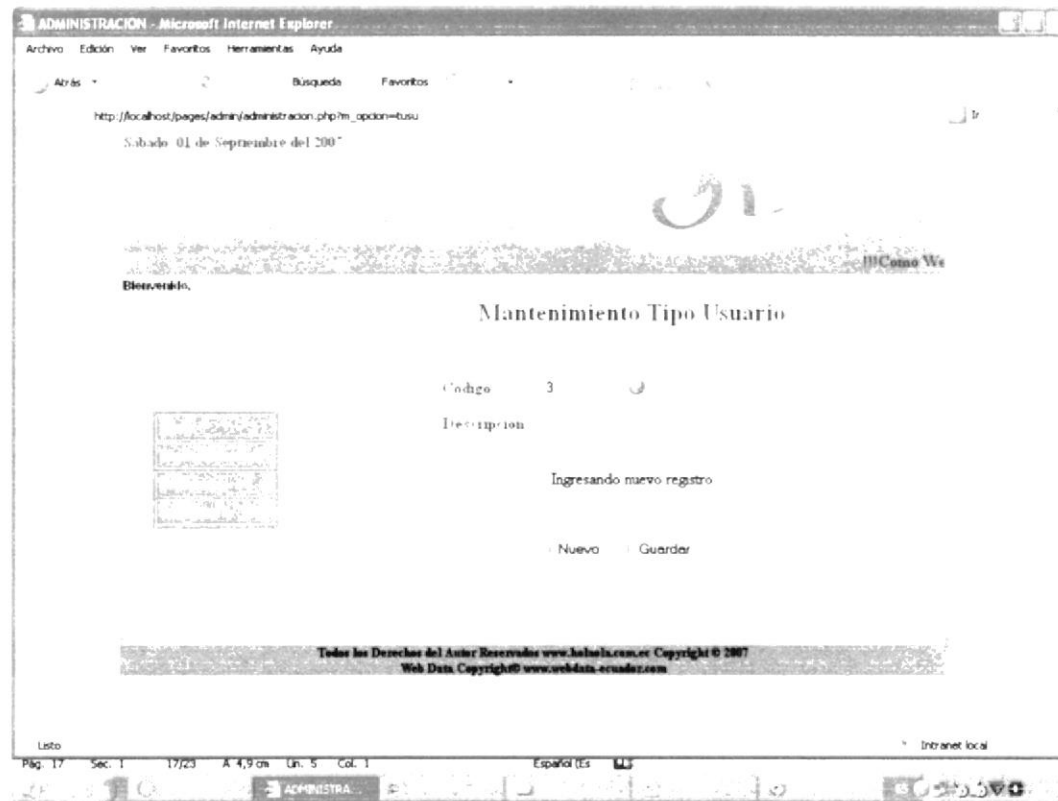 ADMINISTRACION - Microsoft Internet Explorer
Archivo Edición Ver Favoritos Herramientas Ayuda
Atrás Búsqueda Favoritos
http://localhost/pages/admin/administracion.php?m_opcion=tusu Ir
Sabado 01 de Septiembre del 2007
!!!Como We
Bienvenido,
Mantenimiento Tipo Usuario
Codigo 3
Descripcion
Ingresando nuevo registro
Nuevo Guardar
Todos los Derechos del Autor Reservados www.holaola.com.ec Copyright © 2007
Web Data Copyright© www.webdata-ecuador.com
Listo Intranet local
Pág. 17 Sec. 1 17/23 A 4,9 cm Lín. 5 Col. 1 Español (Es
ADMINISTRA...
ES